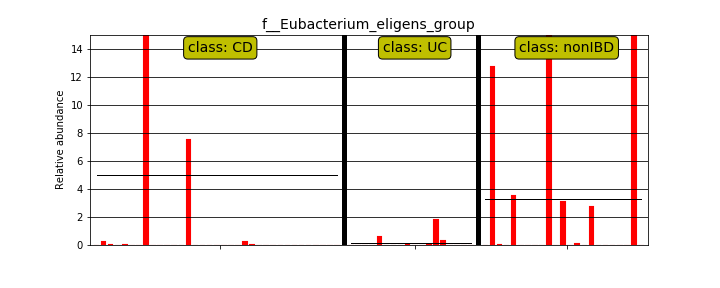 f__Eubacterium_eligens_group
class: CD
class: UC
class: nonIBD
14
12
10
8
6
4
2
0
Relative abundance